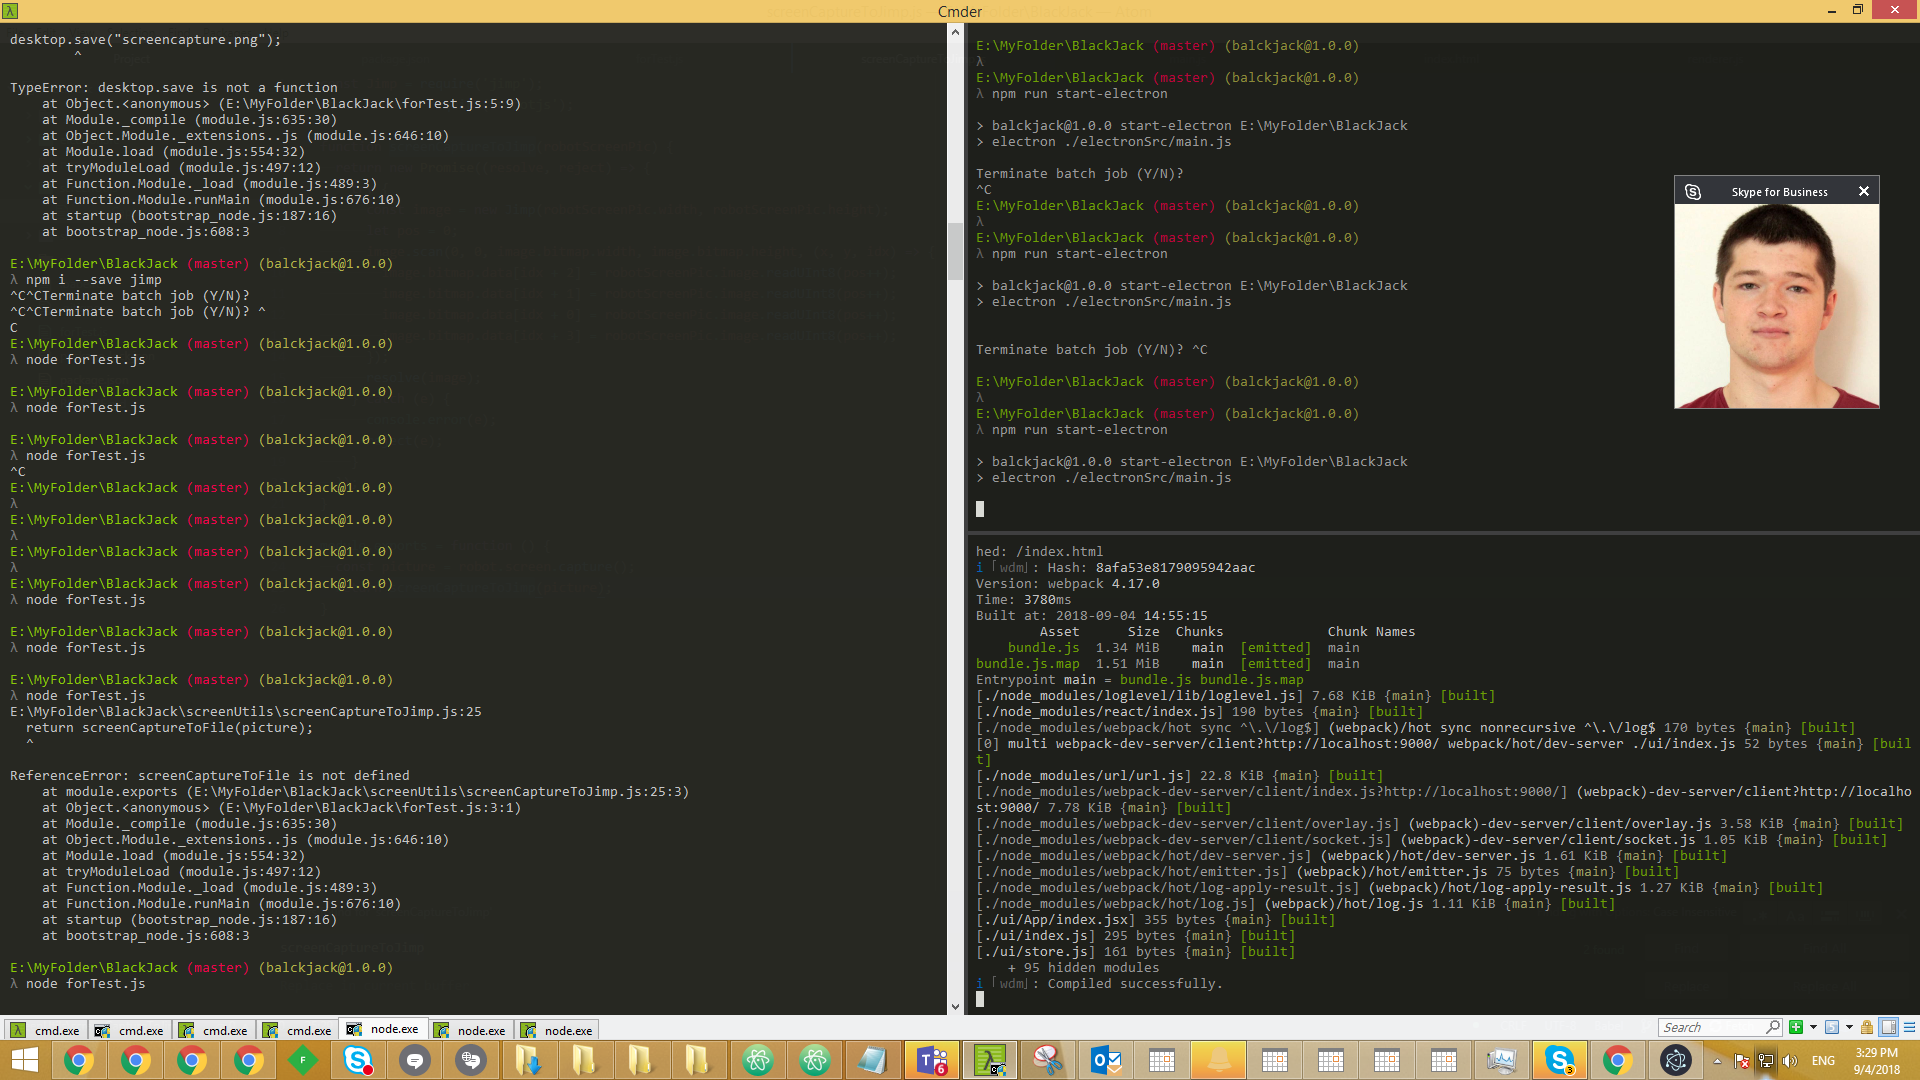 Cmder
desktop.save("screencapture.png");
^
TypeError: desktop.save is not a function
at Object.<anonymous> (E:\MyFolder\BlackJack\forTest.js:5:9)
at Module._compile (module.js:635:30)
at Object.Module._extensions..js (module.js:646:10)
at Module.load (module.js:554:32)
at tryModuleLoad (module.js:497:12)
at Function.Module._load (module.js:489:3)
at Function.Module.runMain (module.js:676:10)
at startup (bootstrap_node.js:187:16)
at bootstrap_node.js:608:3
E:\MyFolder\BlackJack (master) (balckjack@1.0.0)
λ npm i --save jimp
^C^CTerminate batch job (Y/N)?
^C^CTerminate batch job (Y/N)? ^
C
E:\MyFolder\BlackJack (master) (balckjack@1.0.0)
λ node forTest.js
E:\MyFolder\BlackJack (master) (balckjack@1.0.0)
λ node forTest.js
E:\MyFolder\BlackJack (master) (balckjack@1.0.0)
λ node forTest.js
^C
E:\MyFolder\BlackJack (master) (balckjack@1.0.0)
λ
E:\MyFolder\BlackJack (master) (balckjack@1.0.0)
λ
E:\MyFolder\BlackJack (master) (balckjack@1.0.0)
λ
E:\MyFolder\BlackJack (master) (balckjack@1.0.0)
λ node forTest.js
E:\MyFolder\BlackJack (master) (balckjack@1.0.0)
λ node forTest.js
E:\MyFolder\BlackJack (master) (balckjack@1.0.0)
λ node forTest.js
E:\MyFolder\BlackJack\screenUtils\screenCaptureToJimp.js:25
return screenCaptureToFile(picture);
^
ReferenceError: screenCaptureToFile is not defined
at module.exports (E:\MyFolder\BlackJack\screenUtils\screenCaptureToJimp.js:25:3)
at Object.<anonymous> (E:\MyFolder\BlackJack\forTest.js:3:1)
at Module._compile (module.js:635:30)
at Object.Module._extensions..js (module.js:646:10)
at Module.load (module.js:554:32)
at tryModuleLoad (module.js:497:12)
at Function.Module._load (module.js:489:3)
at Function.Module.runMain (module.js:676:10)
at startup (bootstrap_node.js:187:16)
at bootstrap_node.js:608:3
E:\MyFolder\BlackJack (master) (balckjack@1.0.0)
λ node forTest.js
E:\MyFolder\BlackJack (master) (balckjack@1.0.0)
λ
E:\MyFolder\BlackJack (master) (balckjack@1.0.0)
λ npm run start-electron
> balckjack@1.0.0 start-electron E:\MyFolder\BlackJack
> electron ./electronSrc/main.js
Terminate batch job (Y/N)?
^C
E:\MyFolder\BlackJack (master) (balckjack@1.0.0)
λ
E:\MyFolder\BlackJack (master) (balckjack@1.0.0)
λ npm run start-electron
> balckjack@1.0.0 start-electron E:\MyFolder\BlackJack
> electron ./electronSrc/main.js
Terminate batch job (Y/N)? ^C
E:\MyFolder\BlackJack (master) (balckjack@1.0.0)
λ
E:\MyFolder\BlackJack (master) (balckjack@1.0.0)
λ npm run start-electron
> balckjack@1.0.0 start-electron E:\MyFolder\BlackJack
> electron ./electronSrc/main.js
Skype for Business
hed: /index.html
i ｢wdm｣: Hash: 8afa53e8179095942aac
Version: webpack 4.17.0
Time: 3780ms
Built at: 2018-09-04 14:55:15
Asset Size Chunks Chunk Names
bundle.js 1.34 MiB main [emitted] main
bundle.js.map 1.51 MiB main [emitted] main
Entrypoint main = bundle.js bundle.js.map
[./node_modules/loglevel/lib/loglevel.js] 7.68 KiB {main} [built]
[./node_modules/react/index.js] 190 bytes {main} [built]
[./node_modules/webpack/hot sync ^\.\/log$] (webpack)/hot sync nonrecursive ^\.\/log$ 170 bytes {main} [built]
[0] multi webpack-dev-server/client?http://localhost:9000/ webpack/hot/dev-server ./ui/index.js 52 bytes {main} [buil
t]
[./node_modules/url/url.js] 22.8 KiB {main} [built]
[./node_modules/webpack-dev-server/client/index.js?http://localhost:9000/] (webpack)-dev-server/client?http://localho
st:9000/ 7.78 KiB {main} [built]
[./node_modules/webpack-dev-server/client/overlay.js] (webpack)-dev-server/client/overlay.js 3.58 KiB {main} [built]
[./node_modules/webpack-dev-server/client/socket.js] (webpack)-dev-server/client/socket.js 1.05 KiB {main} [built]
[./node_modules/webpack/hot/dev-server.js] (webpack)/hot/dev-server.js 1.61 KiB {main} [built]
[./node_modules/webpack/hot/emitter.js] (webpack)/hot/emitter.js 75 bytes {main} [built]
[./node_modules/webpack/hot/log-apply-result.js] (webpack)/hot/log-apply-result.js 1.27 KiB {main} [built]
[./node_modules/webpack/hot/log.js] (webpack)/hot/log.js 1.11 KiB {main} [built]
[./ui/App/index.jsx] 355 bytes {main} [built]
[./ui/index.js] 295 bytes {main} [built]
[./ui/store.js] 161 bytes {main} [built]
+ 95 hidden modules
i ｢wdm｣: Compiled successfully.
cmd.exe cmd.exe cmd.exe cmd.exe node.exe node.exe node.exe Search
ENG
3:29 PM
9/4/2018